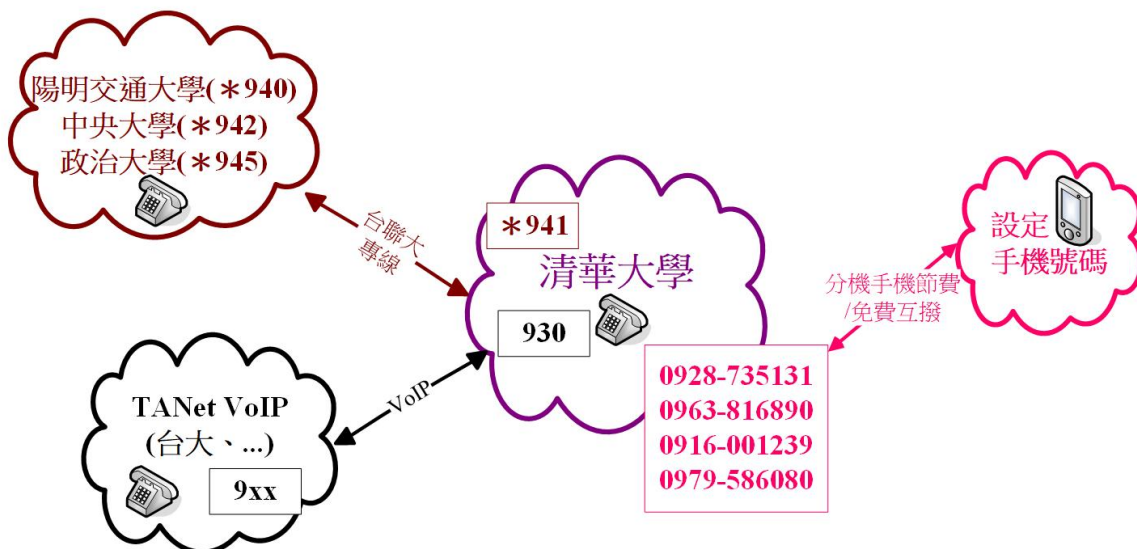 陽明交通大學(＊940)
中央大學(＊942)
政治大學(＊945)
台聯大
專線
＊941
清華大學
930
設定
手機號碼
分機手機節費
/免費互撥
0928-735131
0963-816890
0916-001239
0979-586080
VoIP
TANet VoIP
(台大、...)
9xx